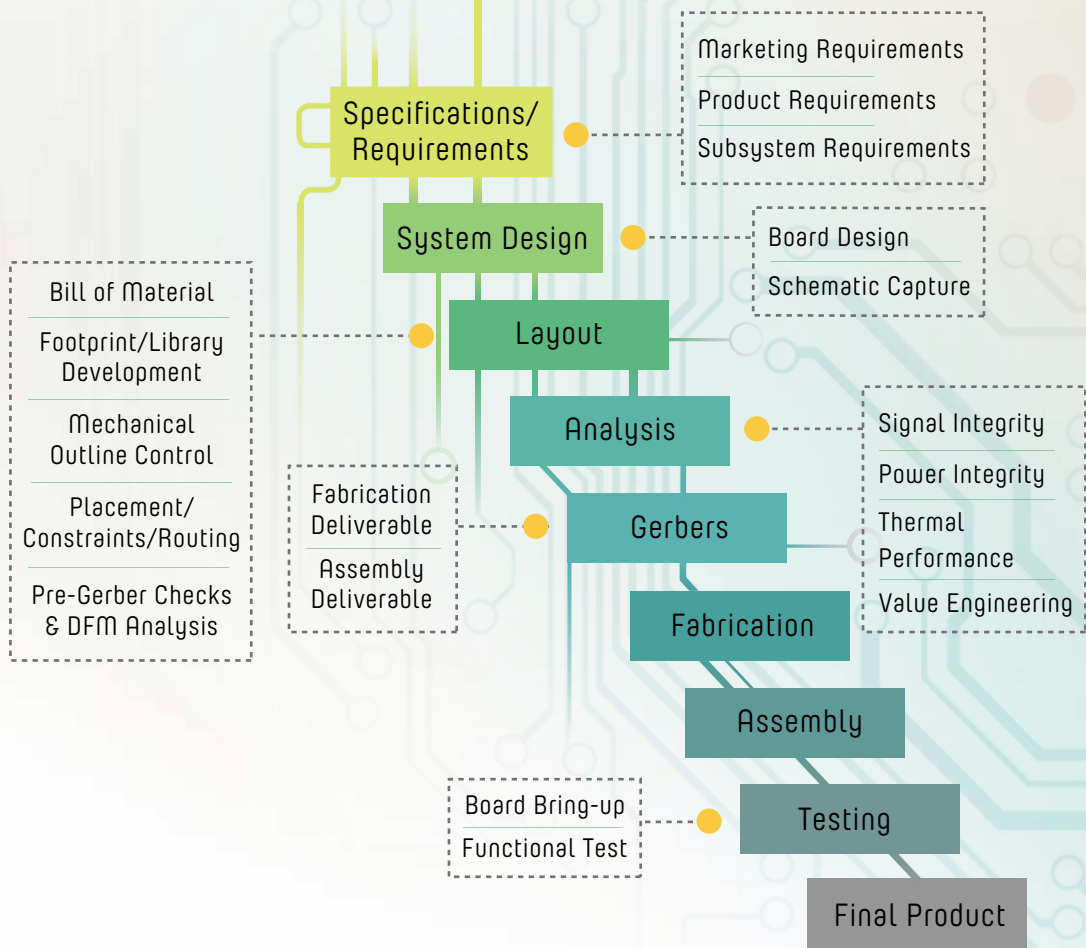 Specifications/
Requirements
Marketing Requirements
Product Requirements
Subsystem Requirements
System Design
Board Design
Schematic Capture
Layout
Bill of Material
Footprint/Library
Development
Mechanical
Outline Control
Placement/
Constraints/Routing
Pre-Gerber Checks
& DFM Analysis
Analysis
Signal Integrity
Power Integrity
Thermal
Performance
Value Engineering
Gerbers
Fabrication
Deliverable
Assembly
Deliverable
Fabrication
Assembly
Testing
Board Bring-up
Functional Test
Final Product